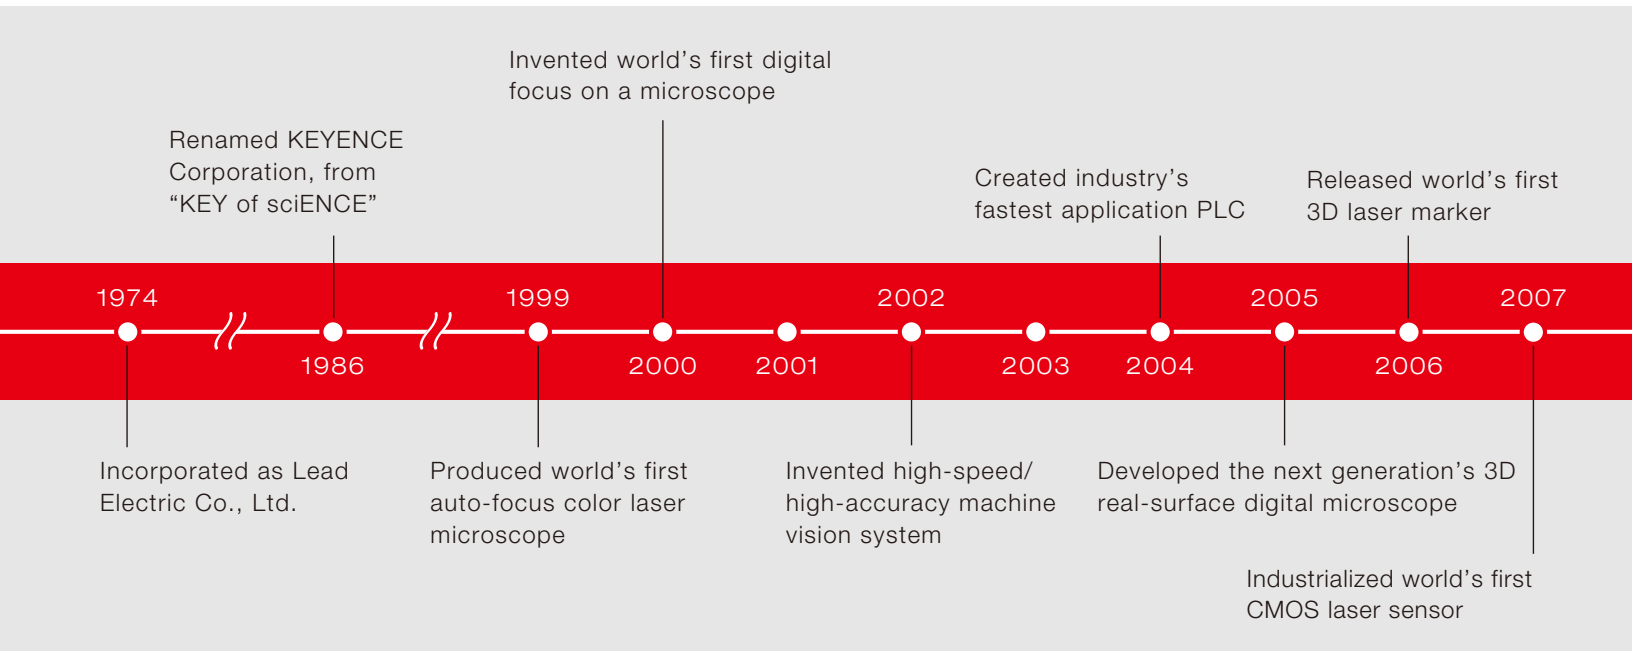 Invented world’s first digital
focus on a microscope
Renamed KEYENCE
Corporation, from
“KEY of sciENCE”
Created industry’s
fastest application PLC
Released world’s first
3D laser marker
1974
1999
2002
2005
2007
1986
2000
2001
2003
2004
2006
Incorporated as Lead
Electric Co., Ltd.
Produced world’s first
auto-focus color laser
microscope
Invented high-speed/
high-accuracy machine
vision system
Developed the next generation’s 3D
real-surface digital microscope
Industrialized world’s first
CMOS laser sensor